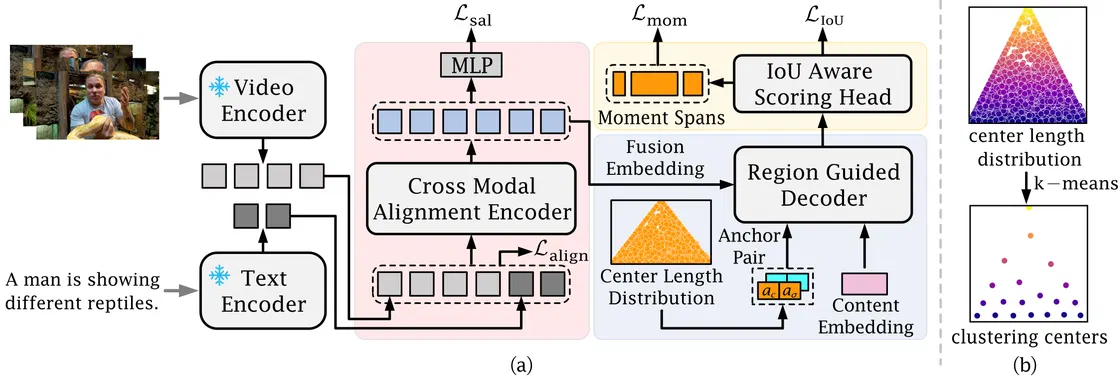 ℒsal
ℒmom
ℒIoU
MLP
Video
Encoder
IoU Aware
Scoring Head
Moment Spans
Fusion
Embedding
Cross Modal
Alignment Encoder
Region Guided
Decoder
ℒalign
Anchor
Pair
Center Length
Distribution
ac
aσ
Content
Embedding
A man is showing
different reptiles.
Text
Encoder
(a)
center length
distribution
k−means
clustering centers
(b)